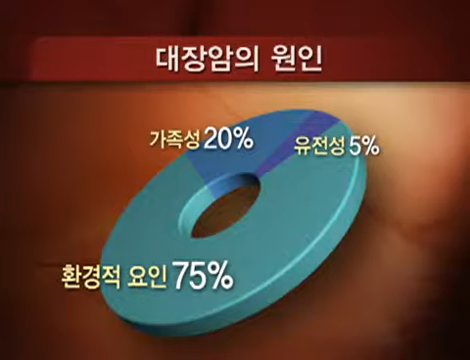 대장암의 원인
가족성 20%
유전성 5%
환경적 요인 75%